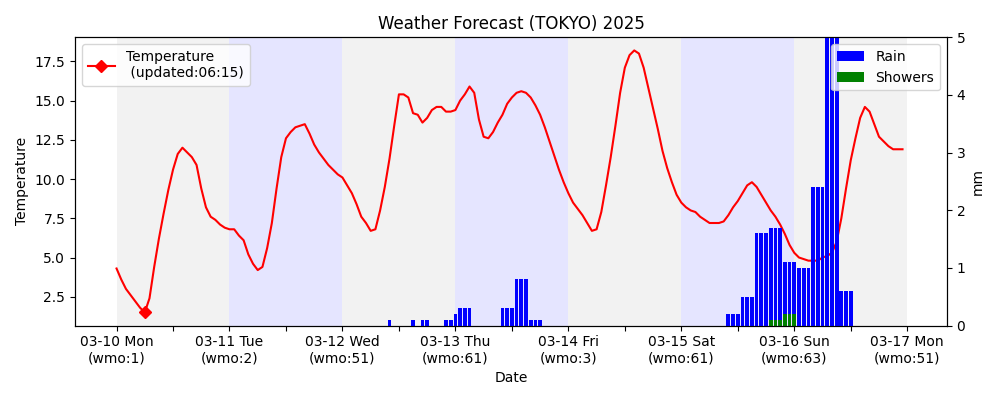 Weather Forecast (TOKYO) 2025
Temperature
(updated:06:15)
Rain
Showers
17.5
15.0
12.5
10.0
7.5
5.0
2.5
Temperature
5
4
3
2
1
0
mm
03-10 Mon 03-11 Tue 03-12 Wed 03-13 Thu 03-14 Fri 03-15 Sat 03-16 Sun 03-17 Mon
(wmo:1) (wmo:2) (wmo:51) (wmo:61) (wmo:3) (wmo:61) (wmo:63) (wmo:51)
Date